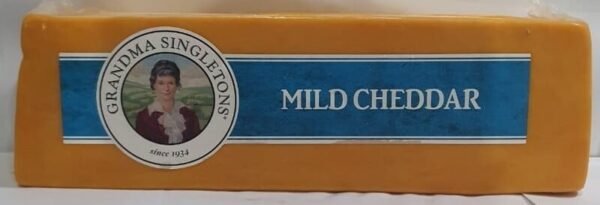 GRANDMA SINGLETONS®
since 1934
MILD CHEDDAR